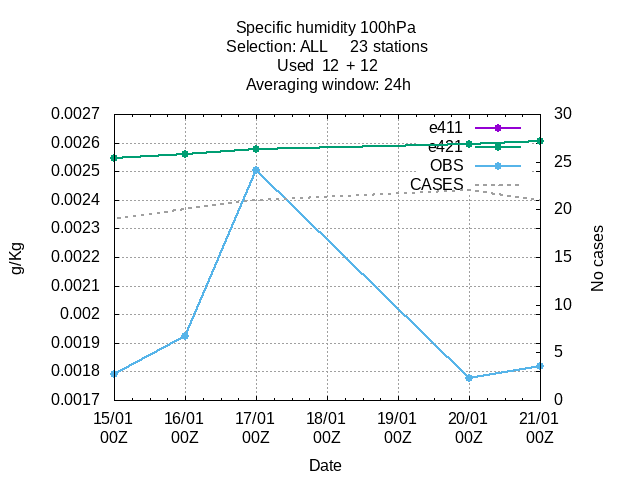 Specific humidity 100hPa
Selection: ALL     23 stations
Used  12  + 12
Averaging window: 24h
0.0027
0.0026
0.0025
0.0024
0.0023
0.0022
0.0021
0.002
0.0019
0.0018
0.0017
g/Kg
30
25
20
15
10
5
0
No cases
e411
e421
OBS
CASES
15/01 16/01 17/01 18/01 19/01 20/01 21/01
00Z 00Z 00Z 00Z 00Z 00Z 00Z
Date